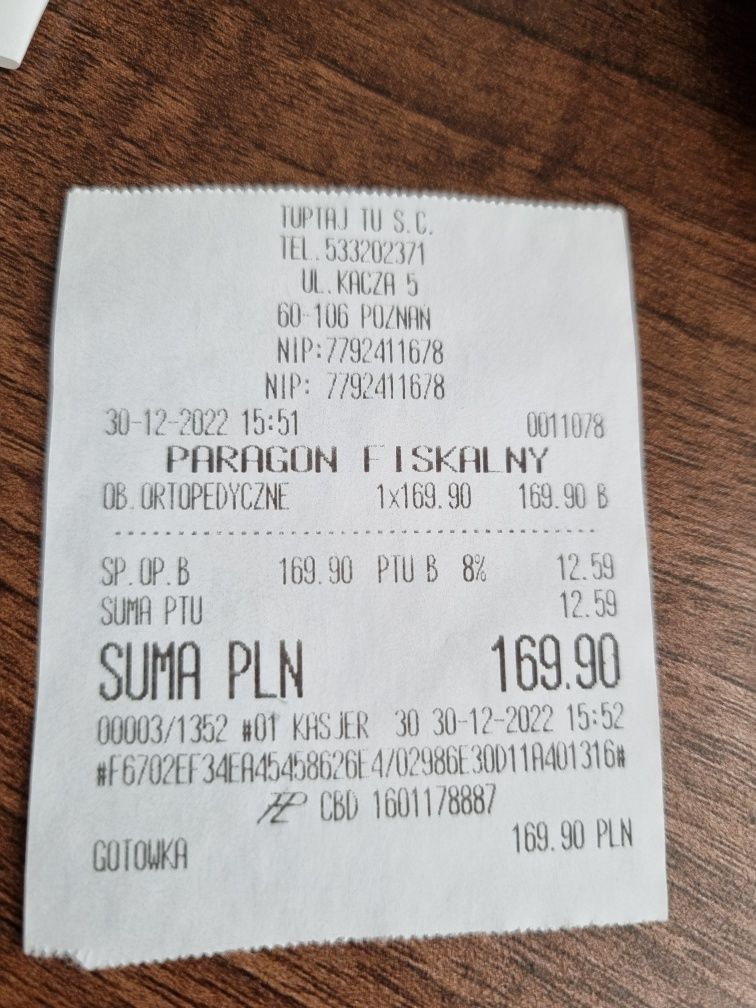 TUPTAJ TU S.C.
TEL.533202371
UL.KACZA 5
60-106 POZNAŃ
NIP:7792411678
NIP: 7792411678
30-12-2022 15:51 0011078
PARAGON FISKALNY
OB.ORTOPEDYCZNE 1x169.90 169.90 B
SP.OP.B 169.90 PTU B 8% 12.59
SUMA PTU 12.59
SUMA PLN 169.90
00003/1352 #01 KASJER 30 30-12-2022 15:52
#F6702EF34EA45458626E4702986E30D11A401316#
CBD 1601178887
GOTOWKA 169.90 PLN